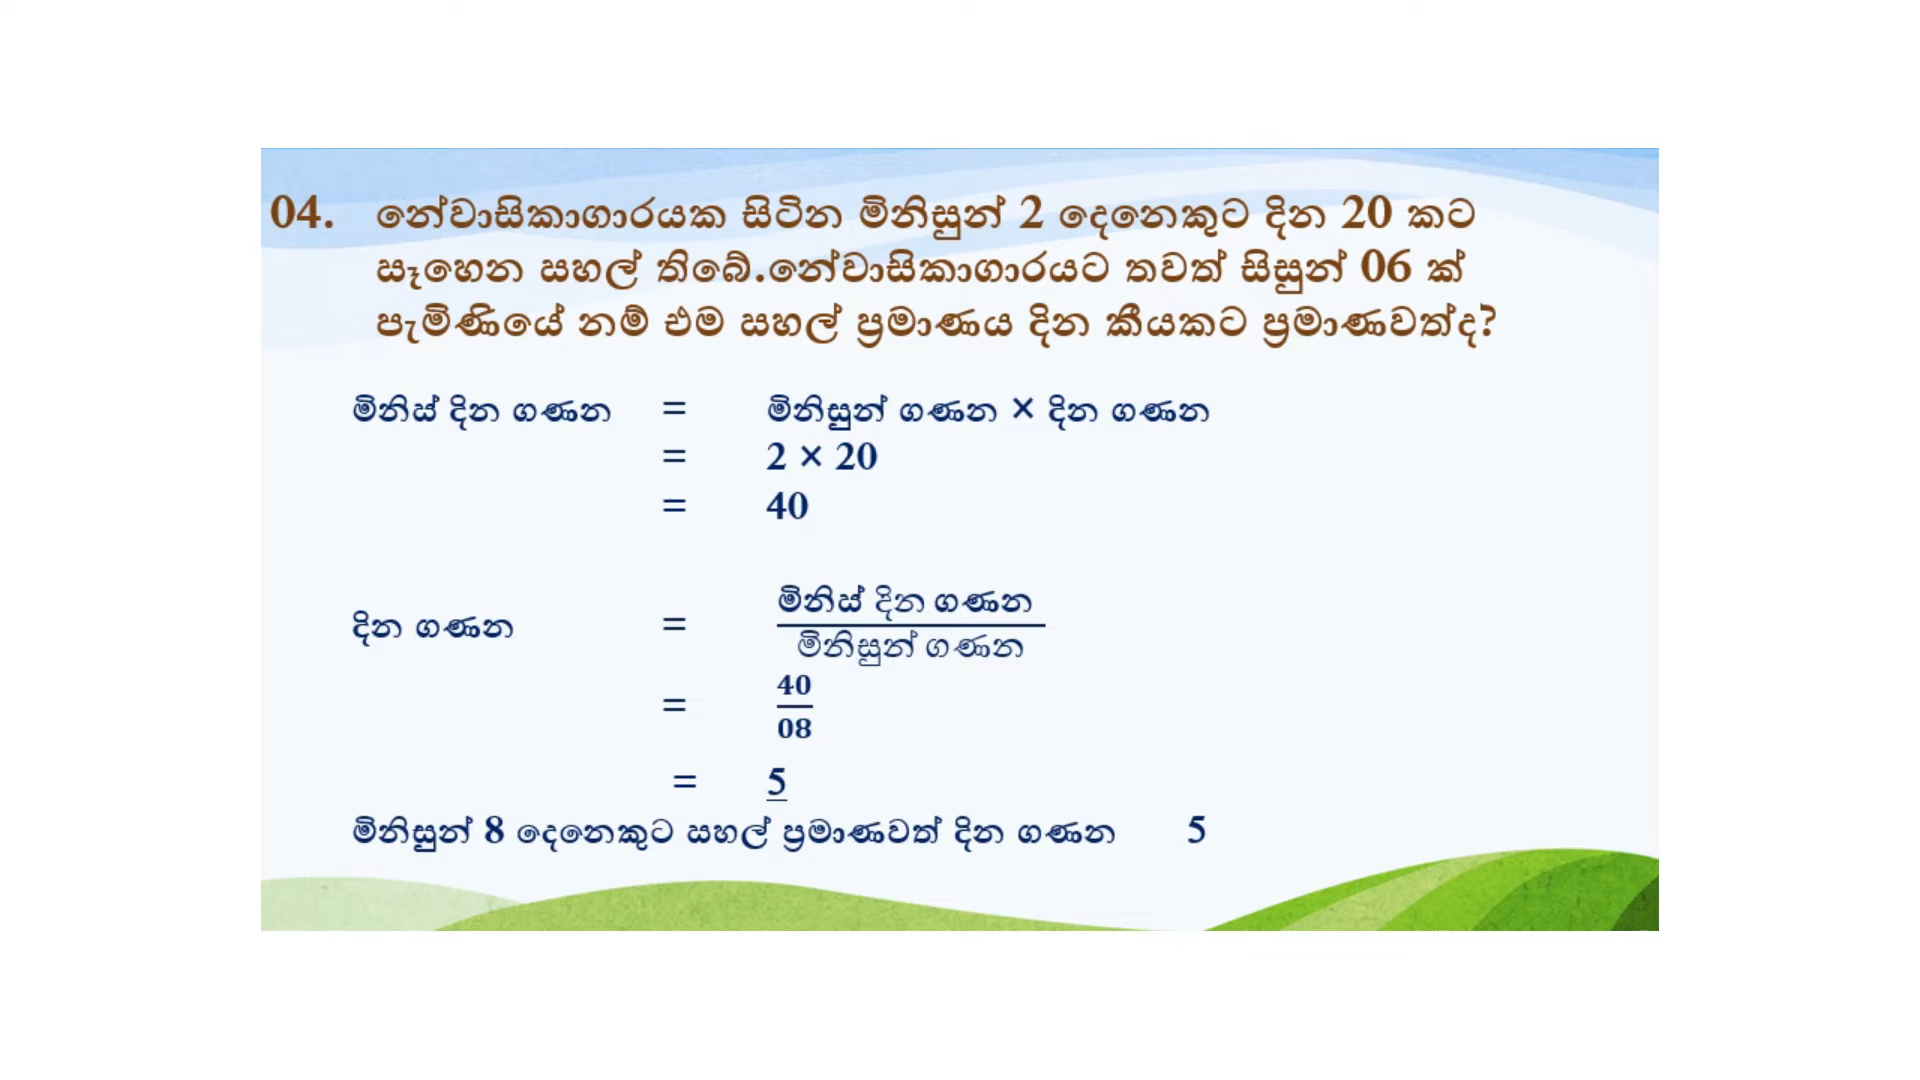 04. නේවාසිකාගාරයක සිටින මිනිසුන් 2 දෙනෙකුට දින 20 කට
සෑහෙන සහල් තිබේ.නේවාසිකාගාරයට තවත් සිසුන් 06 ක්
පැමිණියේ නම් එම සහල් ප්‍රමාණය දින කීයකට ප්‍රමාණවත්ද?
මිනිස් දින ගණන = මිනිසුන් ගණන × දින ගණන
= 2 × 20
= 40
දින ගණන = මිනිස් දින ගණන
මිනිසුන් ගණන
= 40
08
= 5
මිනිසුන් 8 දෙනෙකුට සහල් ප්‍රමාණවත් දින ගණන 5